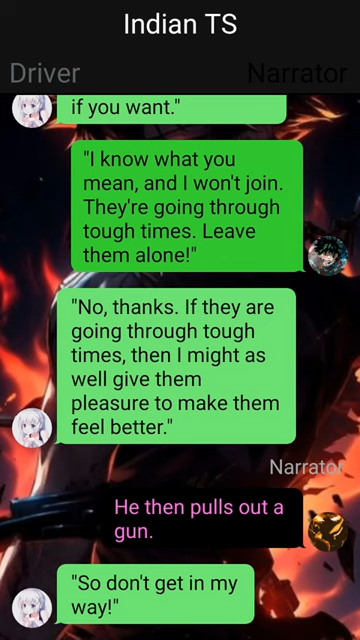 Indian TS
Driver
Narrator
if you want."
"I know what you
mean, and I won't join.
They're going through
tough times. Leave
them alone!"
"No, thanks. If they are
going through tough
times, then I might as
well give them
pleasure to make them
feel better."
Narrator
He then pulls out a
gun.
"So don't get in my
way!"